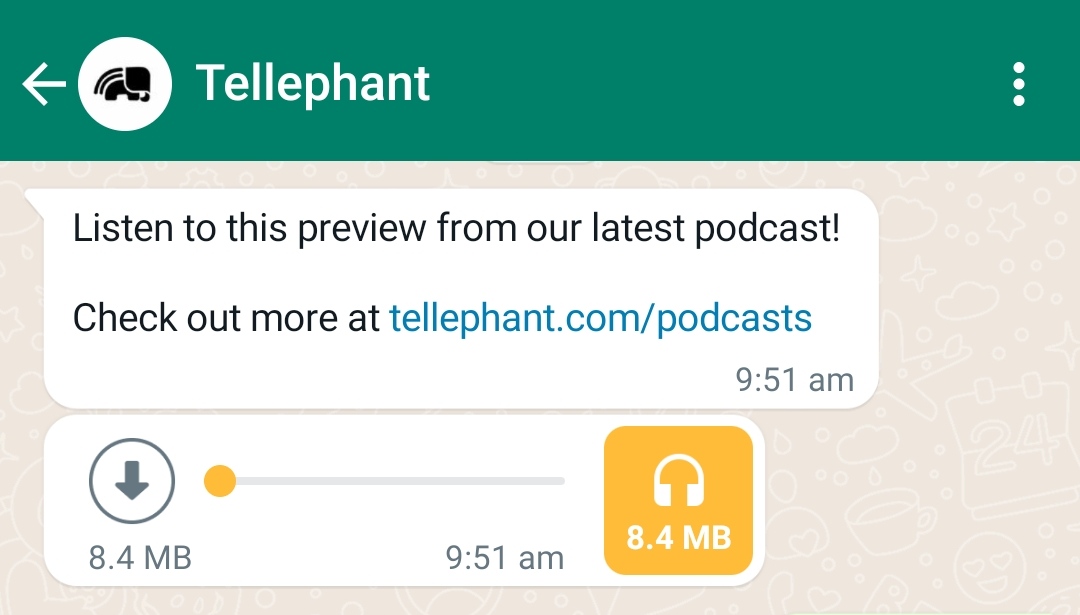 Tellephant
Listen to this preview from our latest podcast!
Check out more at tellephant.com/podcasts
9:51 am
8.4 MB
9:51 am
8.4 MB
24